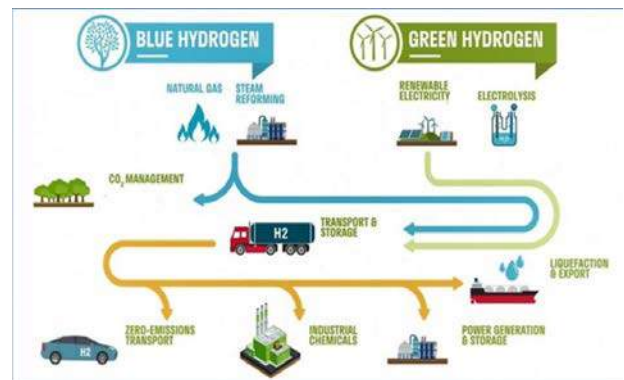 BLUE HYDROGEN
GREEN HYDROGEN
NATURAL GAS
STEAM
REFORMING
RENEWABLE
ELECTRICITY
ELECTROLYSIS
CO₂ MANAGEMENT
H2
TRANSPORT &
STORAGE
LIQUEFACTION
& EXPORT
H2
ZERO-EMISSIONS
TRANSPORT
INDUSTRIAL
CHEMICALS
POWER GENERATION
& STORAGE